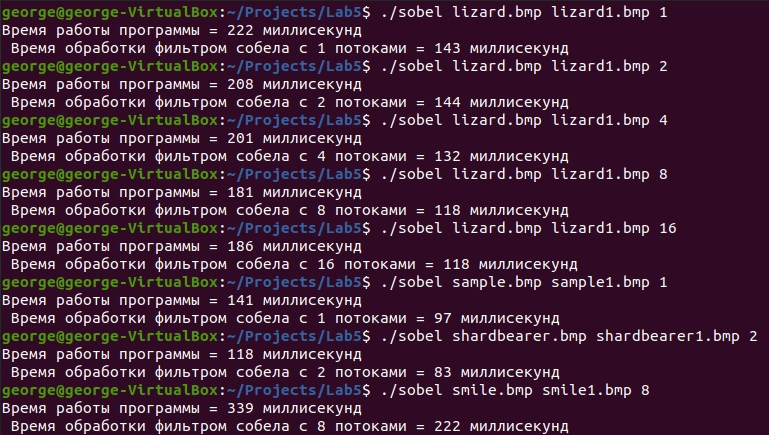 george@george-VirtualBox:~/Projects/Lab5$ ./sobel lizard.bmp lizard1.bmp 1
Время работы программы = 222 миллисекунд
 Время обработки фильтром собела с 1 потоками = 143 миллисекунд
george@george-VirtualBox:~/Projects/Lab5$ ./sobel lizard.bmp lizard1.bmp 2
Время работы программы = 208 миллисекунд
 Время обработки фильтром собела с 2 потоками = 144 миллисекунд
george@george-VirtualBox:~/Projects/Lab5$ ./sobel lizard.bmp lizard1.bmp 4
Время работы программы = 201 миллисекунд
 Время обработки фильтром собела с 4 потоками = 132 миллисекунд
george@george-VirtualBox:~/Projects/Lab5$ ./sobel lizard.bmp lizard1.bmp 8
Время работы программы = 181 миллисекунд
 Время обработки фильтром собела с 8 потоками = 118 миллисекунд
george@george-VirtualBox:~/Projects/Lab5$ ./sobel lizard.bmp lizard1.bmp 16
Время работы программы = 186 миллисекунд
 Время обработки фильтром собела с 16 потоками = 118 миллисекунд
george@george-VirtualBox:~/Projects/Lab5$ ./sobel sample.bmp sample1.bmp 1
Время работы программы = 141 миллисекунд
 Время обработки фильтром собела с 1 потоками = 97 миллисекунд
george@george-VirtualBox:~/Projects/Lab5$ ./sobel shardbearer.bmp shardbearer1.bmp 2
Время работы программы = 118 миллисекунд
 Время обработки фильтром собела с 2 потоками = 83 миллисекунд
george@george-VirtualBox:~/Projects/Lab5$ ./sobel smile.bmp smile1.bmp 8
Время работы программы = 339 миллисекунд
 Время обработки фильтром собела с 8 потоками = 222 миллисекунд